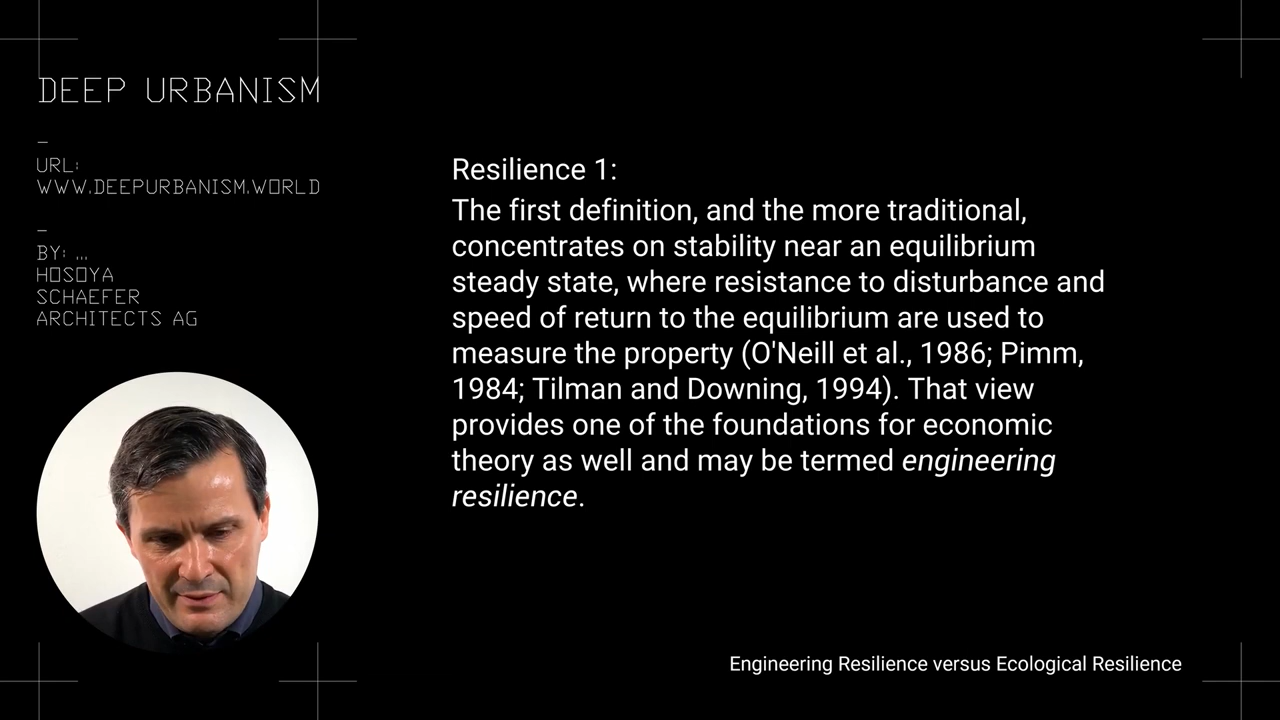 DEEP URBANISM
–
URL:
WWW.DEEPURBANISM.WORLD
–
BY: ...
HOSOYA
SCHAEFER
ARCHITECTS AG
Resilience 1:
The first definition, and the more traditional,
concentrates on stability near an equilibrium
steady state, where resistance to disturbance and
speed of return to the equilibrium are used to
measure the property (O'Neill et al., 1986; Pimm,
1984; Tilman and Downing, 1994). That view
provides one of the foundations for economic
theory as well and may be termed engineering
resilience.
Engineering Resilience versus Ecological Resilience